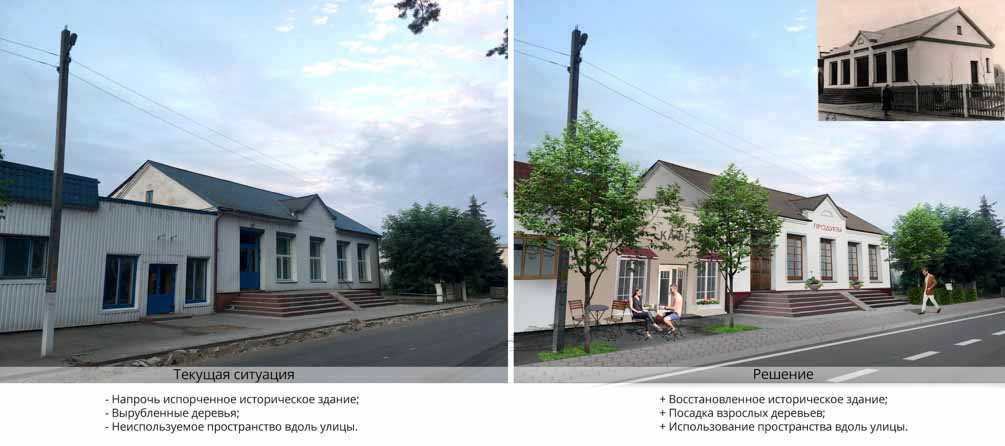 ПРОДУКТЫ
Текущая ситуация
- Напрочь испорченное историческое здание;
- Вырубленные деревья;
- Неиспользуемое пространство вдоль улицы.
Решение
+ Восстановленное историческое здание;
+ Посадка взрослых деревьев;
+ Использование пространства вдоль улицы.